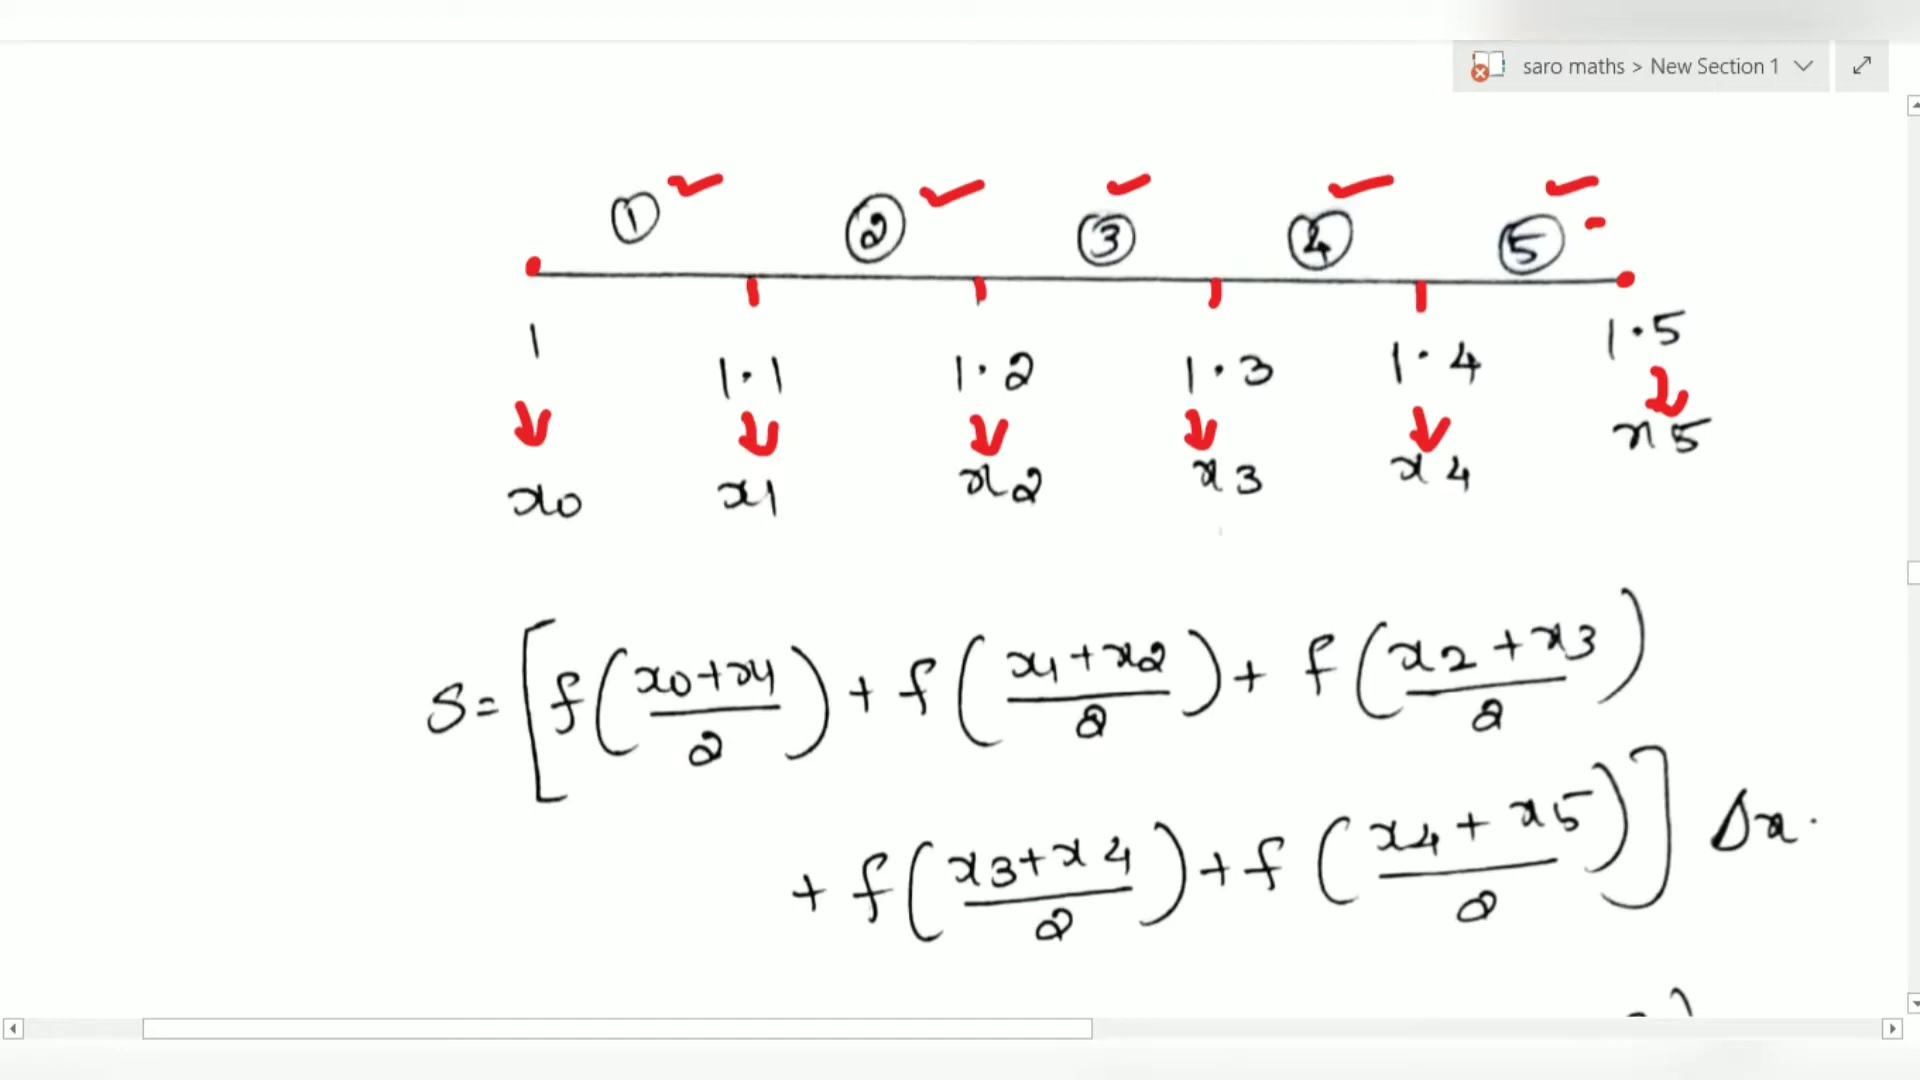 saro maths > New Section 1
① ② ③ ④ ⑤
1 1.1 1.2 1.3 1.4 1.5
x0 x1 x2 x3 x4 x5
S = [f((x0+x1)/2) + f((x1+x2)/2) + f((x2+x3)/2)
+ f((x3+x4)/2) + f((x4+x5)/2)] Δx.